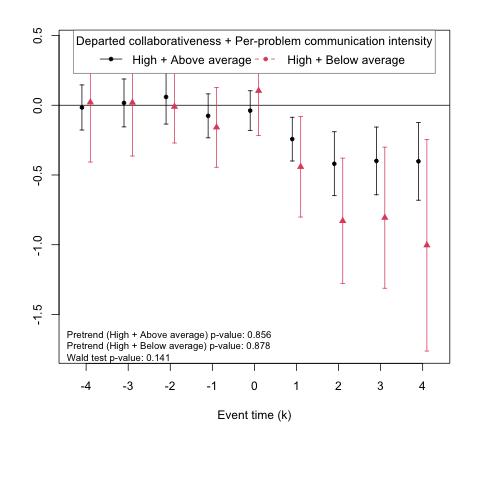 Departed collaborativeness + Per-problem communication intensity
High + Above average High + Below average
0.5
0.0
-0.5
-1.0
-1.5
Pretrend (High + Above average) p-value: 0.856
Pretrend (High + Below average) p-value: 0.878
Wald test p-value: 0.141
-4 -3 -2 -1 0 1 2 3 4
Event time (k)